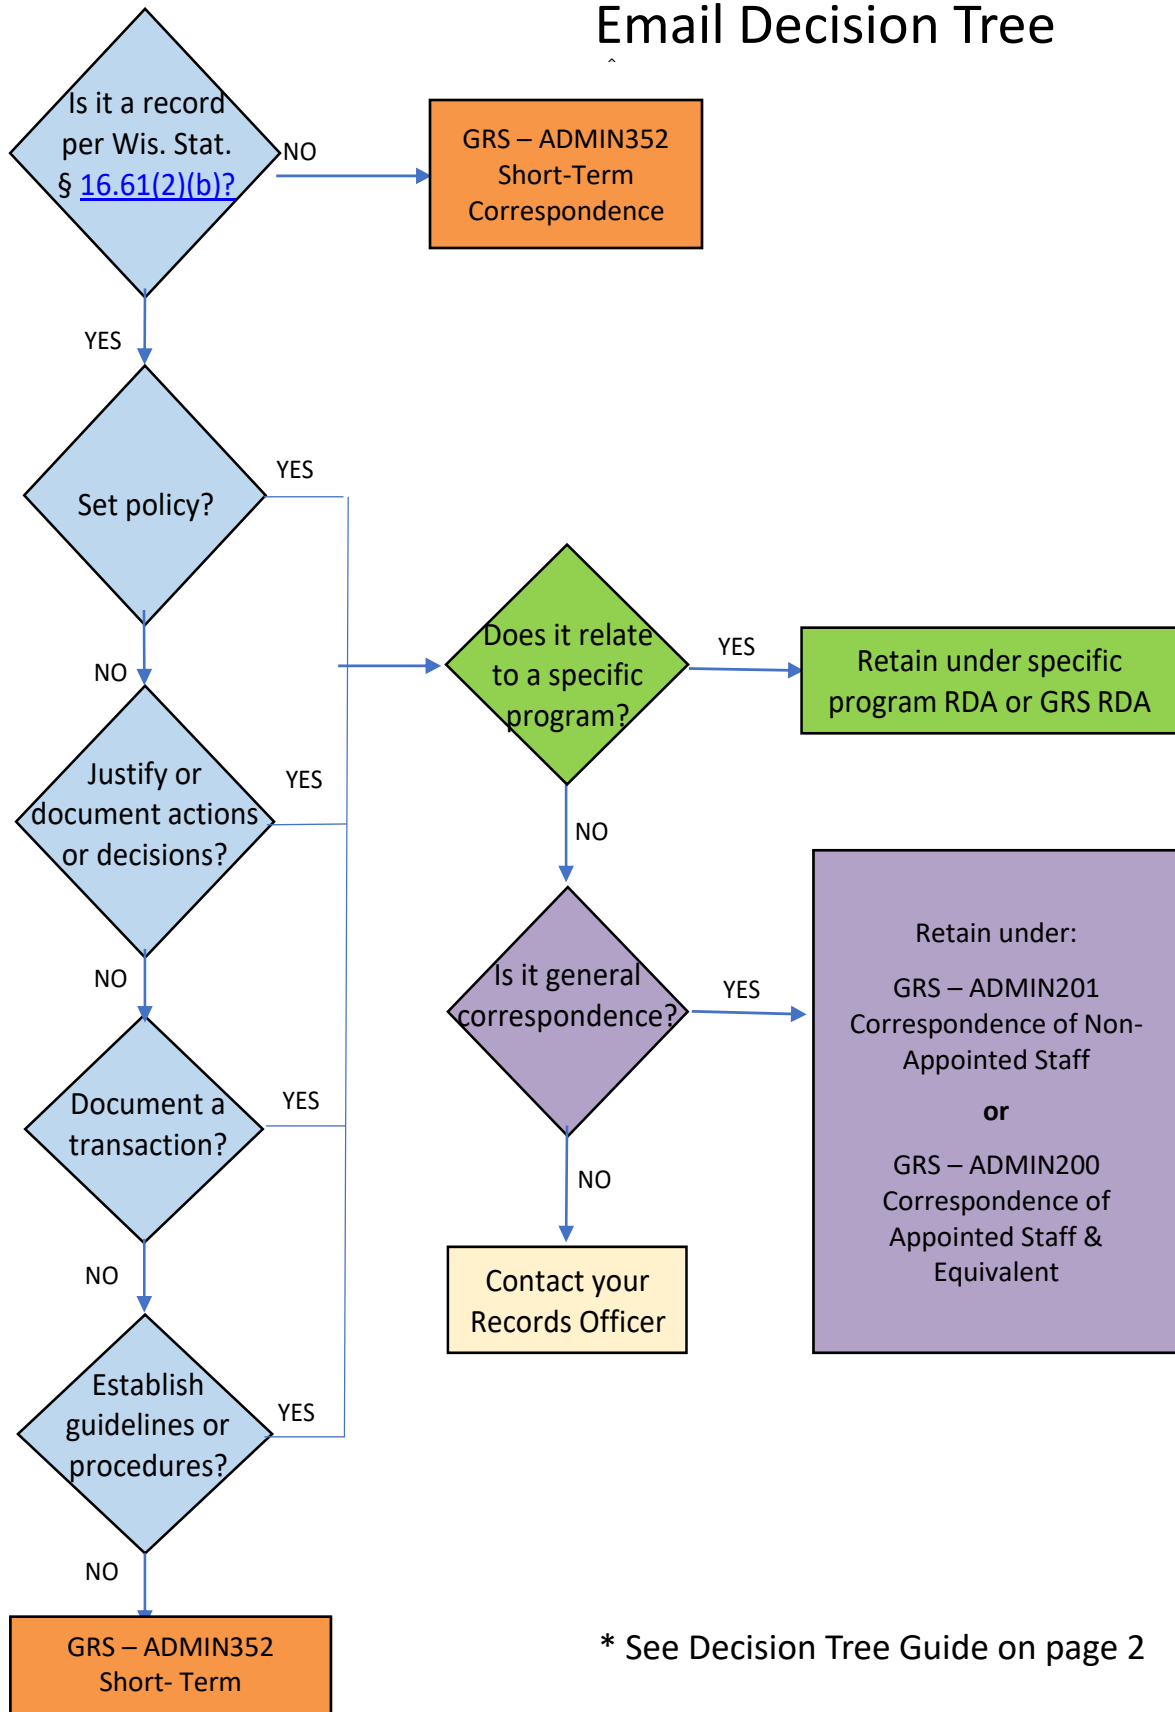 Email Decision Tree
^
Is it a record
per Wis. Stat.
§ 16.61(2)(b)?
NO
GRS – ADMIN352
Short-Term
Correspondence
YES
Set policy?
YES
NO
Justify or
document actions
or decisions?
YES
NO
Document a
transaction?
YES
NO
Establish
guidelines or
procedures?
YES
NO
GRS – ADMIN352
Short- Term
Does it relate
to a specific
program?
YES
Retain under specific
program RDA or GRS RDA
NO
Is it general
correspondence?
YES
Retain under:
GRS – ADMIN201
Correspondence of Non-
Appointed Staff
or
GRS – ADMIN200
Correspondence of
Appointed Staff &
Equivalent
NO
Contact your
Records Officer
* See Decision Tree Guide on page 2